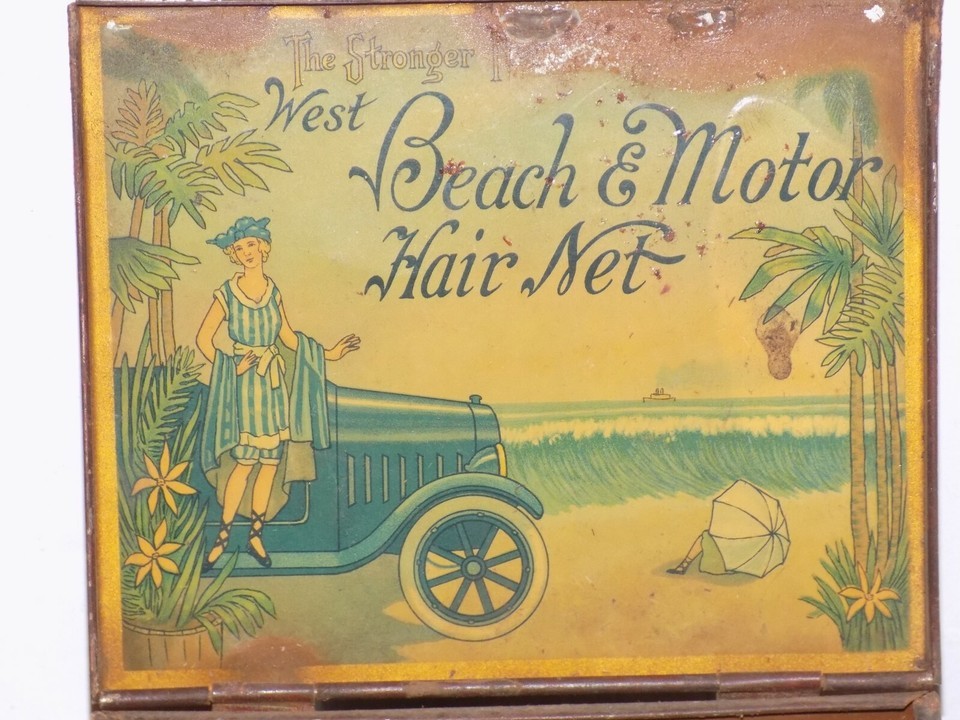 The Stronger
West
Beach & Motor
Hair Net